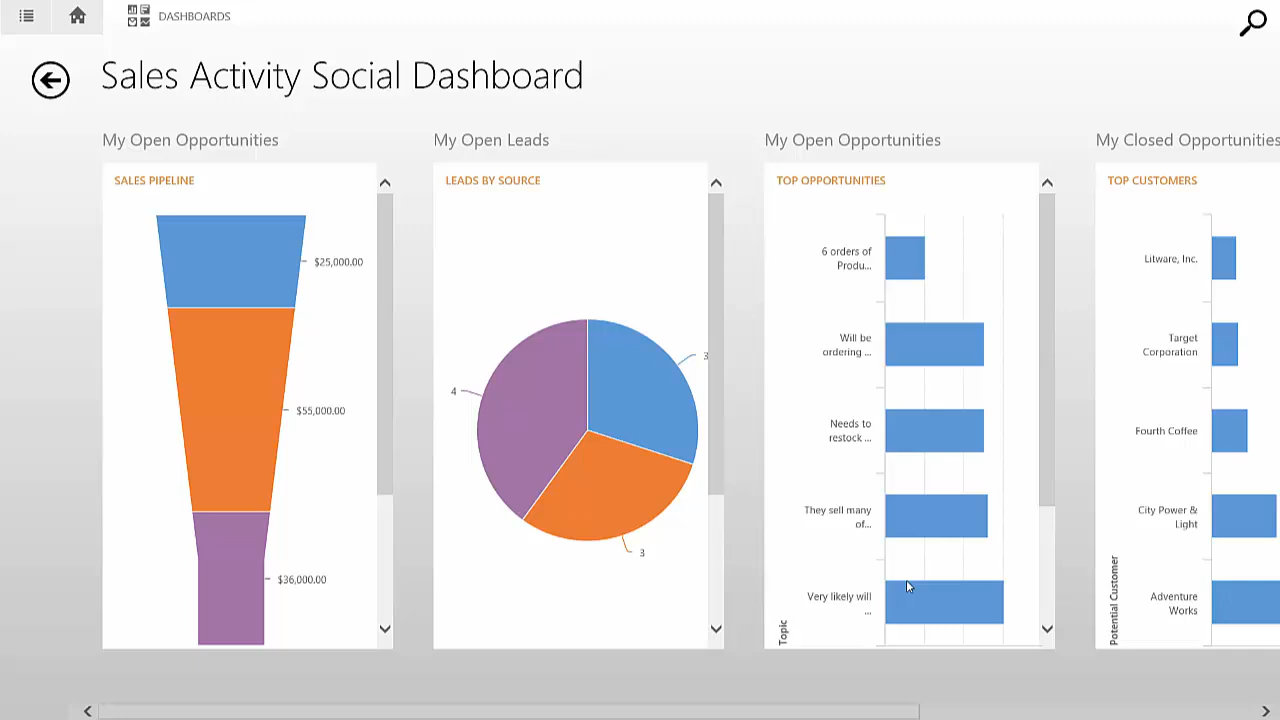 DASHBOARDS
Sales Activity Social Dashboard
My Open Opportunities
SALES PIPELINE
$25,000.00
$55,000.00
$36,000.00
My Open Leads
LEADS BY SOURCE
3
4
3
My Open Opportunities
TOP OPPORTUNITIES
6 orders of
Produ...
Will be
ordering ...
Needs to
restock ...
They sell many
of...
Very likely will
...
Topic
My Closed Opportunities
TOP CUSTOMERS
Litware, Inc.
Target
Corporation
Fourth Coffee
City Power &
Light
Adventure
Works
Potential Customer